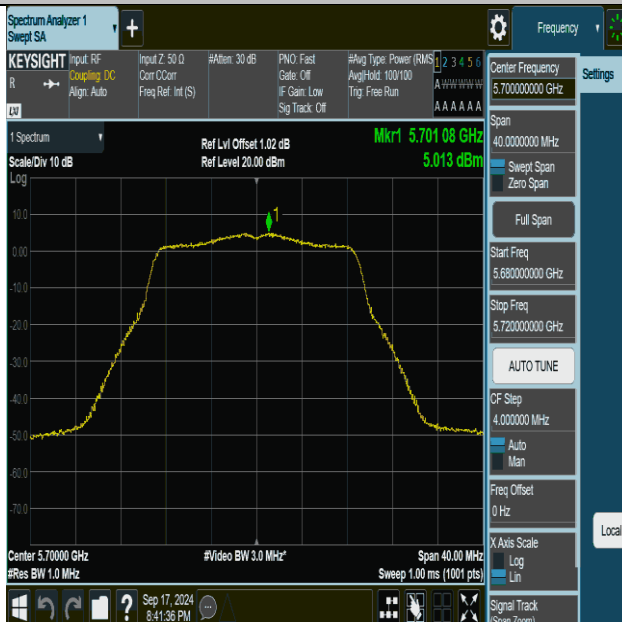 Spectrum Analyzer 1
Swept SA
+
Frequency
KEYSIGHT
R
LXI
Input: RF
Coupling: DC
Align: Auto
Input Z: 50 Ω
Corr CCorr
Freq Ref: Int (S)
#Atten: 30 dB
PNO: Fast
Gate: Off
IF Gain: Low
Sig Track: Off
#Avg Type: Power (RMS
Avg|Hold: 100/100
Trig: Free Run
1 2 3 4 5 6
A W W W W W
A A A A A A
1 Spectrum
Scale/Div 10 dB
Log
Ref Lvl Offset 1.02 dB
Ref Level 20.00 dBm
Mkr1 5.701 08 GHz
5.013 dBm
1
10.0
0.00
-10.0
-20.0
-30.0
-40.0
-50.0
-60.0
-70.0
Center 5.70000 GHz
#Res BW 1.0 MHz
#Video BW 3.0 MHz*
Span 40.00 MHz
Sweep 1.00 ms (1001 pts)
?
Sep 17, 2024
8:41:36 PM
Center Frequency
5.700000000 GHz
Span
40.0000000 MHz
Swept Span
Zero Span
Full Span
Start Freq
5.680000000 GHz
Stop Freq
5.720000000 GHz
AUTO TUNE
CF Step
4.000000 MHz
Auto
Man
Freq Offset
0 Hz
X Axis Scale
Log
Lin
Signal Track
(Span Zoom)
Settings
Local